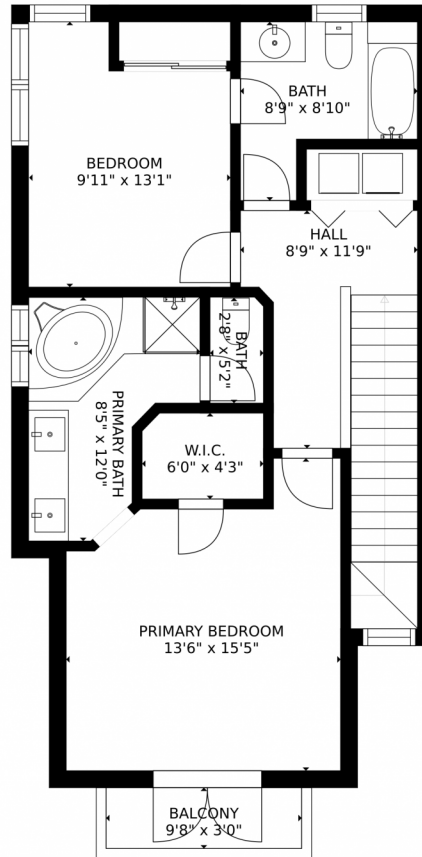 BATH
8'9" x 8'10"
BEDROOM
9'11" x 13'1"
HALL
8'9" x 11'9"
BATH
2'8" x 5'2"
PRIMARY BATH
8'5" x 12'0"
W.I.C.
6'0" x 4'3"
PRIMARY BEDROOM
13'6" x 15'5"
BALCONY
9'8" x 3'0"